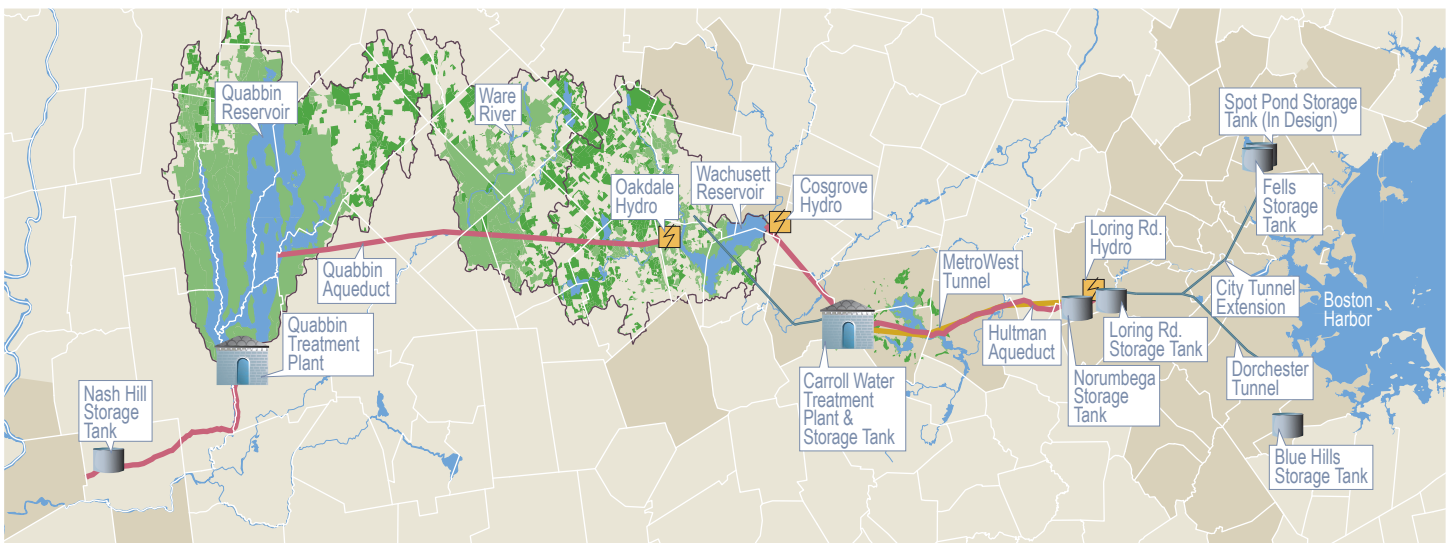 Quabbin
Reservoir
Ware
River
Spot Pond Storage
Tank (In Design)
Oakdale
Hydro
Wachusett
Reservoir
Cosgrove
Hydro
Fells
Storage
Tank
Loring Rd.
Hydro
Quabbin
Aqueduct
MetroWest
Tunnel
City Tunnel
Extension
Boston
Harbor
Quabbin
Treatment
Plant
Hultman
Aqueduct
Loring Rd.
Storage Tank
Nash Hill
Storage
Tank
Carroll Water
Treatment
Plant &
Storage Tank
Norumbega
Storage
Tank
Dorchester
Tunnel
Blue Hills
Storage Tank